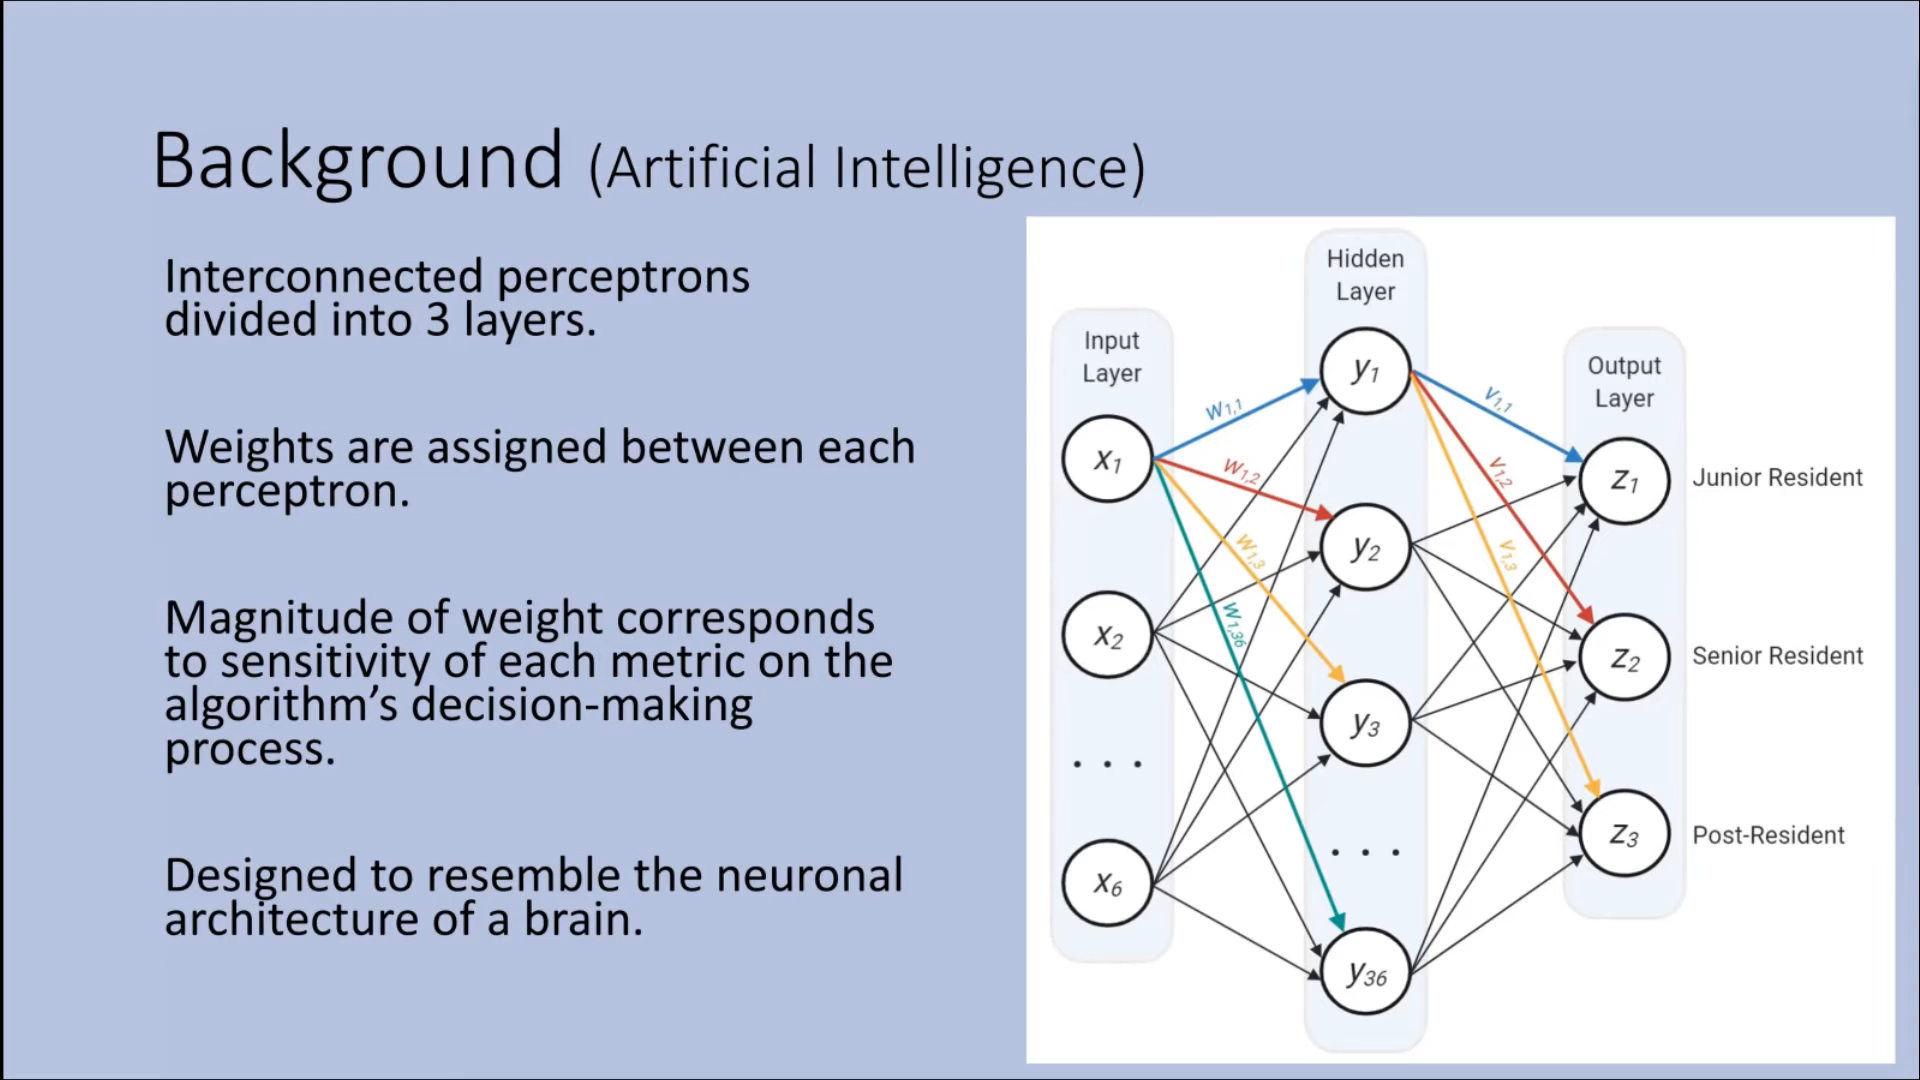 Background (Artificial Intelligence)
Interconnected perceptrons
divided into 3 layers.
Weights are assigned between each
perceptron.
Magnitude of weight corresponds
to sensitivity of each metric on the
algorithm’s decision-making
process.
Designed to resemble the neuronal
architecture of a brain.
Input
Layer
x1
x2
. . .
x6
w1,1
w1,2
w1,3
w1,36
Hidden
Layer
y1
y2
y3
. . .
y36
v1,1
v1,2
v1,3
Output
Layer
z1
Junior Resident
z2
Senior Resident
z3
Post-Resident